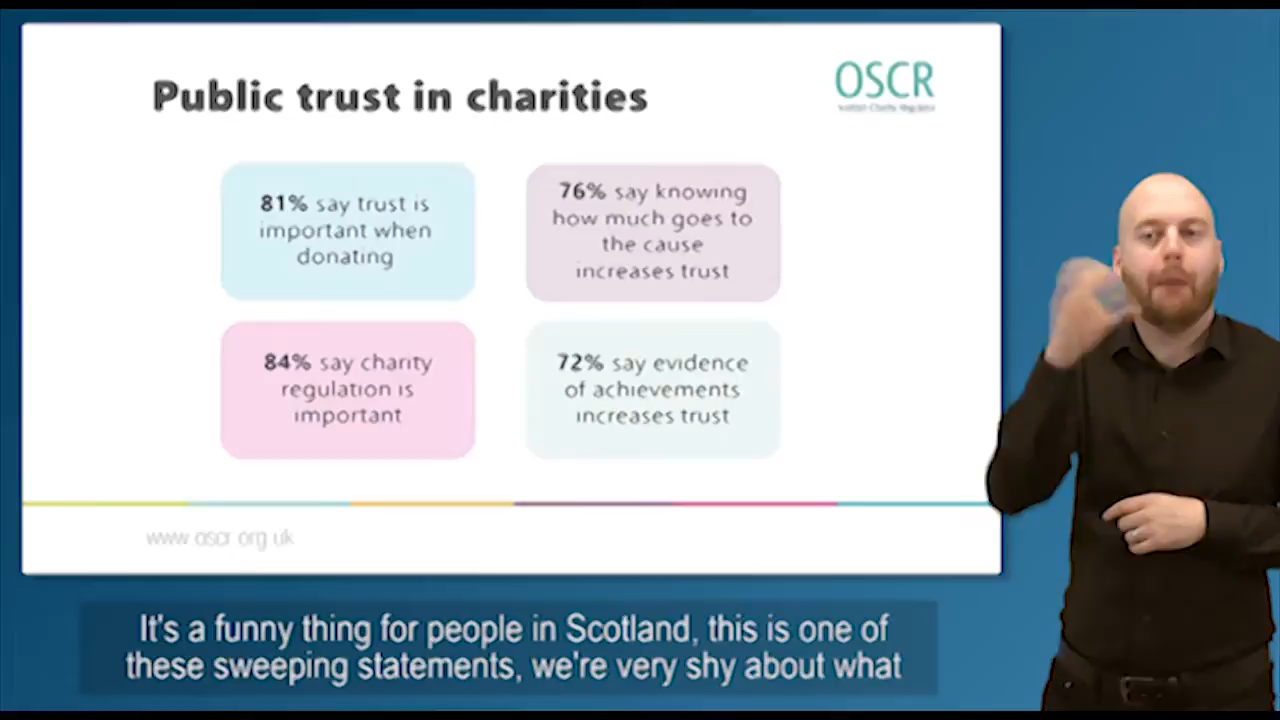 Public trust in charities
OSCR
Scottish Charity Regulator
81% say trust is
important when
donating
76% say knowing
how much goes to
the cause
increases trust
84% say charity
regulation is
important
72% say evidence
of achievements
increases trust
www.oscr.org.uk
It's a funny thing for people in Scotland, this is one of
these sweeping statements, we're very shy about what